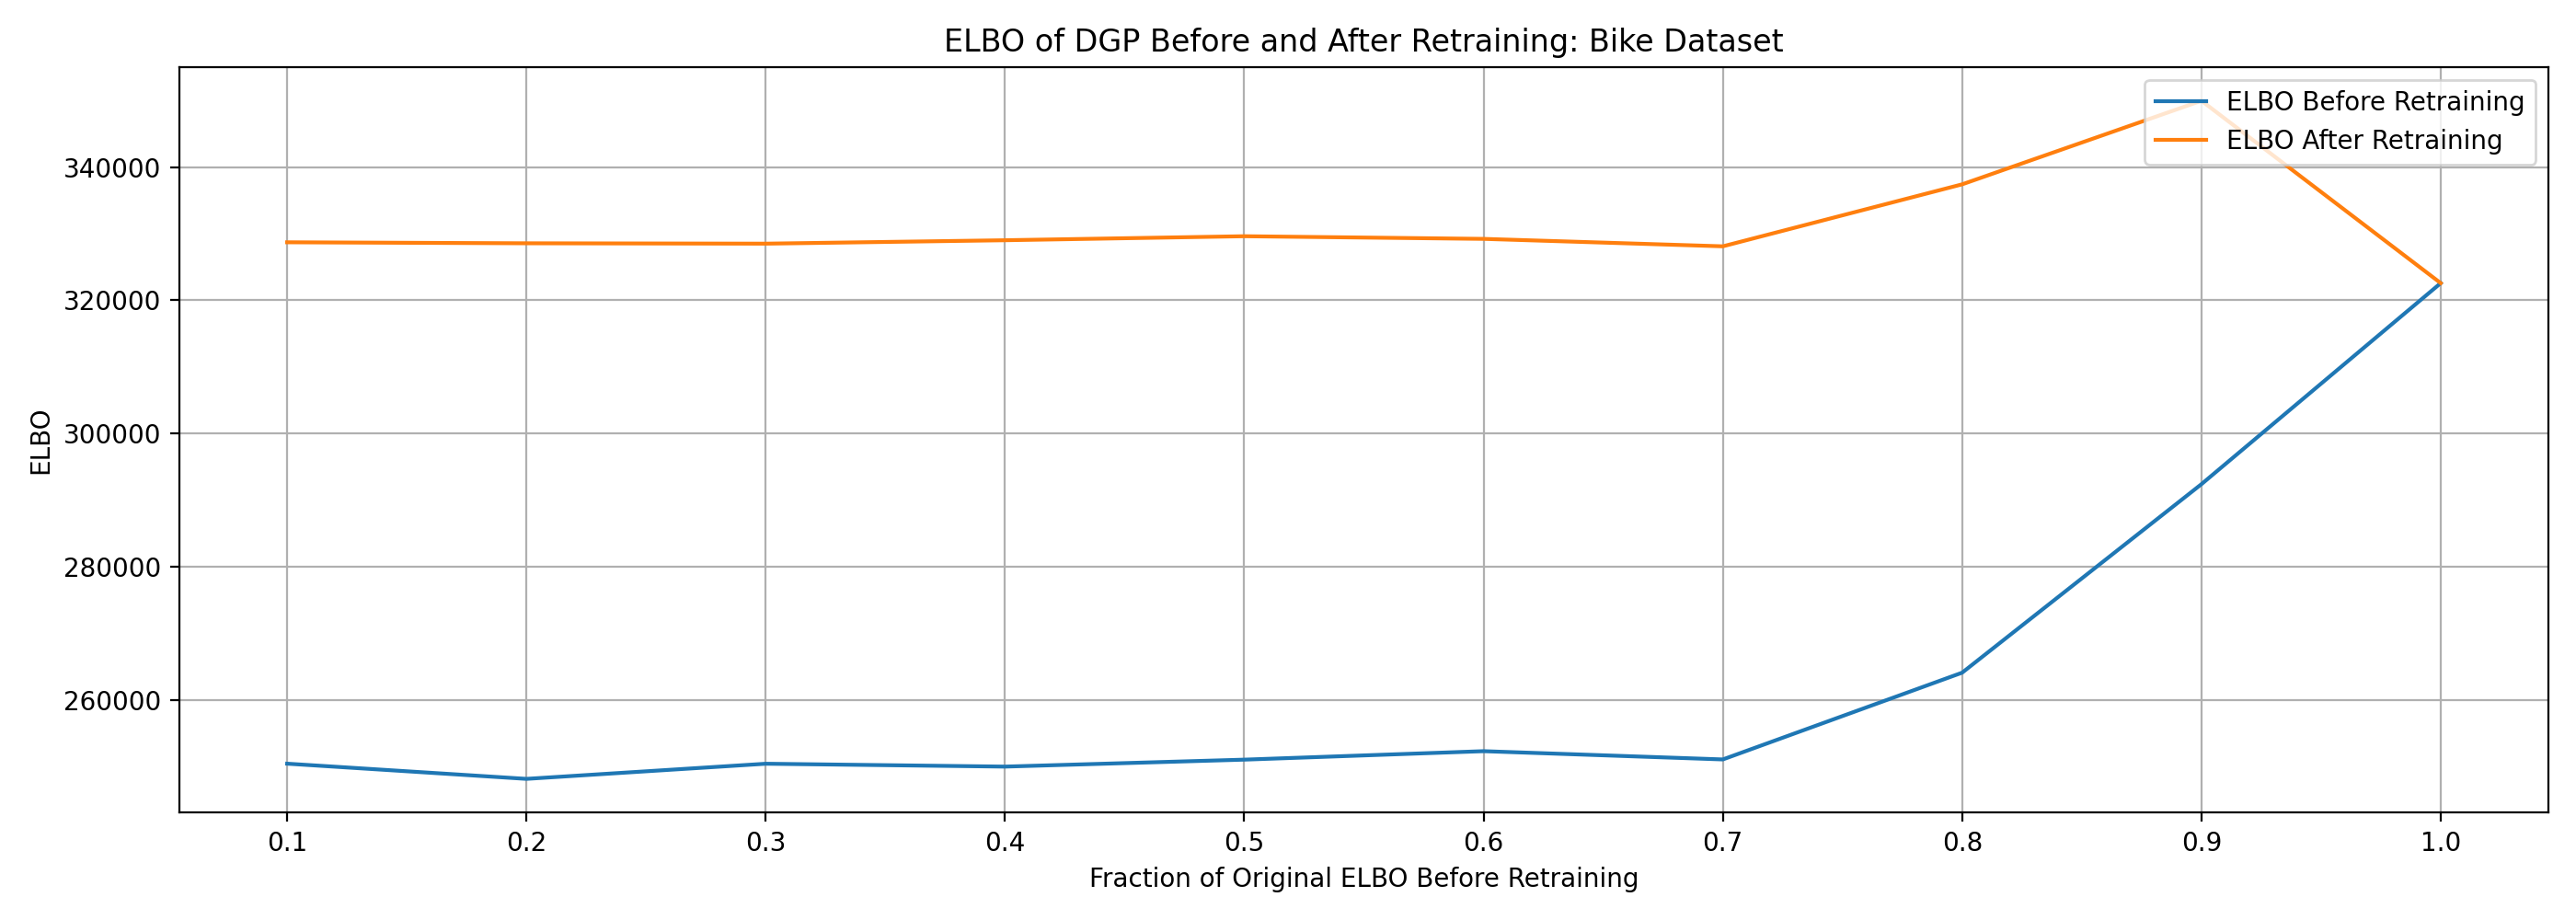 ELBO of DGP Before and After Retraining: Bike Dataset
ELBO Before Retraining
ELBO After Retraining
340000
320000
300000
280000
260000
ELBO
0.1 0.2 0.3 0.4 0.5 0.6 0.7 0.8 0.9 1.0
Fraction of Original ELBO Before Retraining